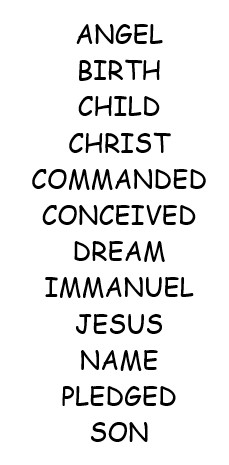 ANGEL
BIRTH
CHILD
CHRIST
COMMANDED
CONCEIVED
DREAM
IMMANUEL
JESUS
NAME
PLEDGED
SON